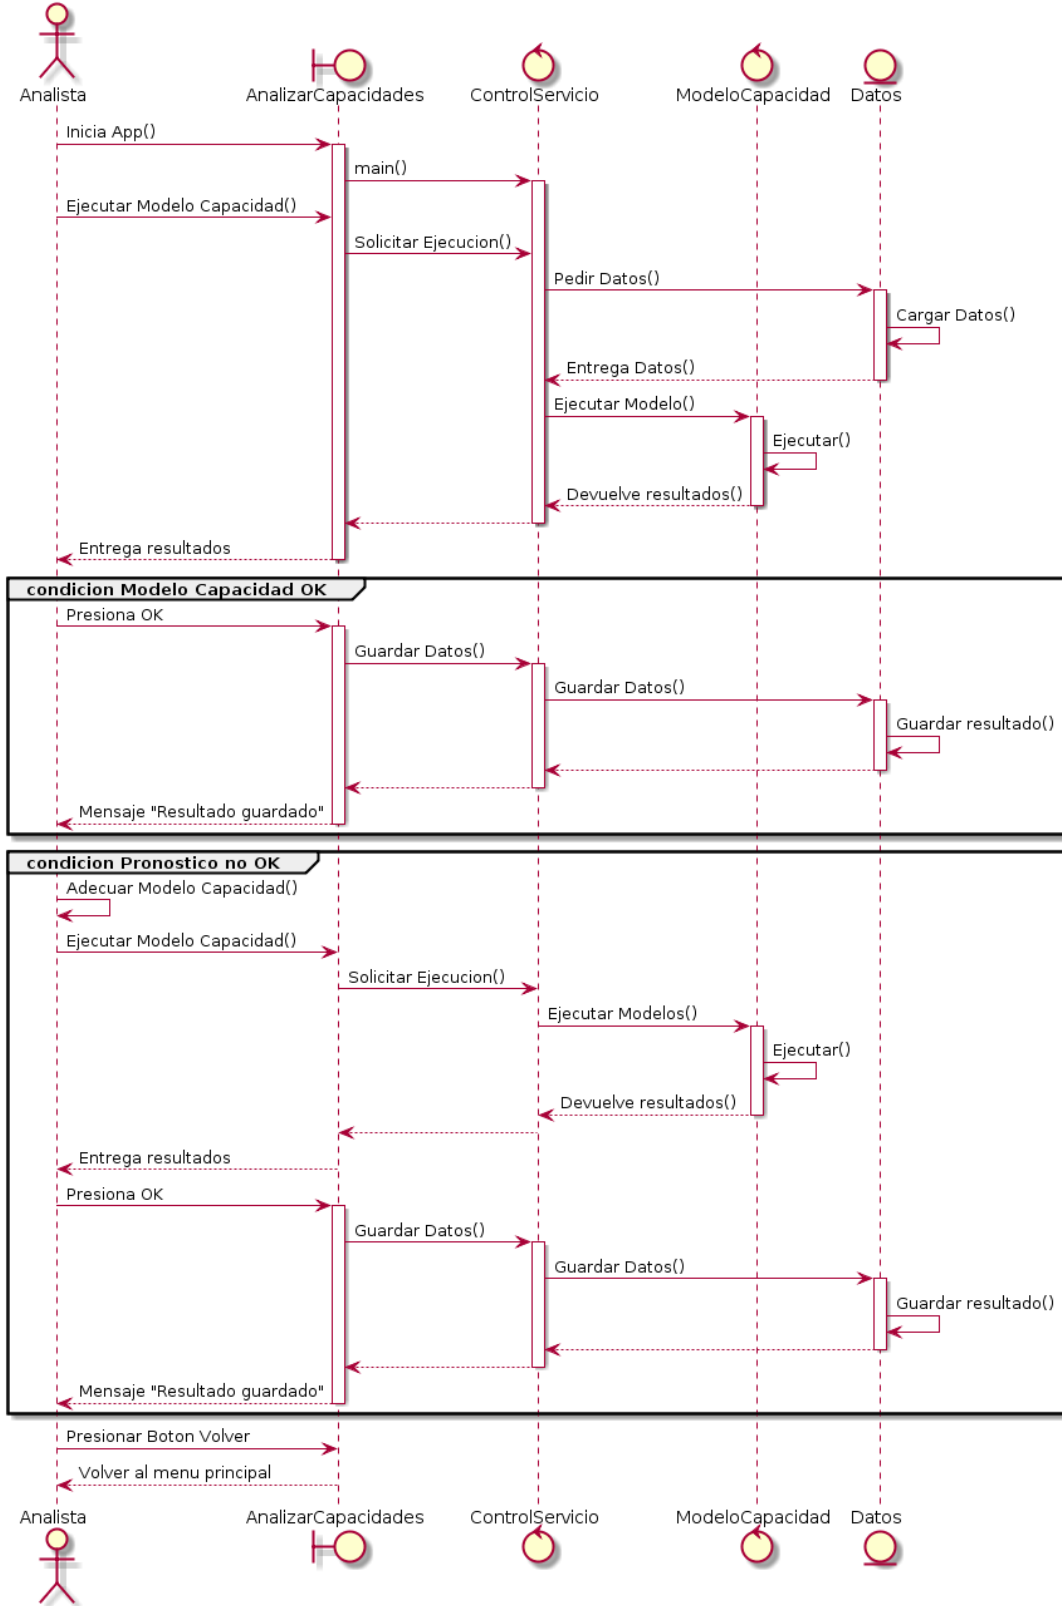 Analista
AnalizarCapacidades
ControlServicio
ModeloCapacidad
Datos
Inicia App()
main()
Ejecutar Modelo Capacidad()
Solicitar Ejecucion()
Pedir Datos()
Cargar Datos()
Entrega Datos()
Ejecutar Modelo()
Ejecutar()
Devuelve resultados()
Entrega resultados
condicion Modelo Capacidad OK
Presiona OK
Guardar Datos()
Guardar Datos()
Guardar resultado()
Mensaje "Resultado guardado"
condicion Pronostico no OK
Adecuar Modelo Capacidad()
Ejecutar Modelo Capacidad()
Solicitar Ejecucion()
Ejecutar Modelos()
Ejecutar()
Devuelve resultados()
Entrega resultados
Presiona OK
Guardar Datos()
Guardar Datos()
Guardar resultado()
Mensaje "Resultado guardado"
Presionar Boton Volver
Volver al menu principal
Analista
AnalizarCapacidades
ControlServicio
ModeloCapacidad
Datos